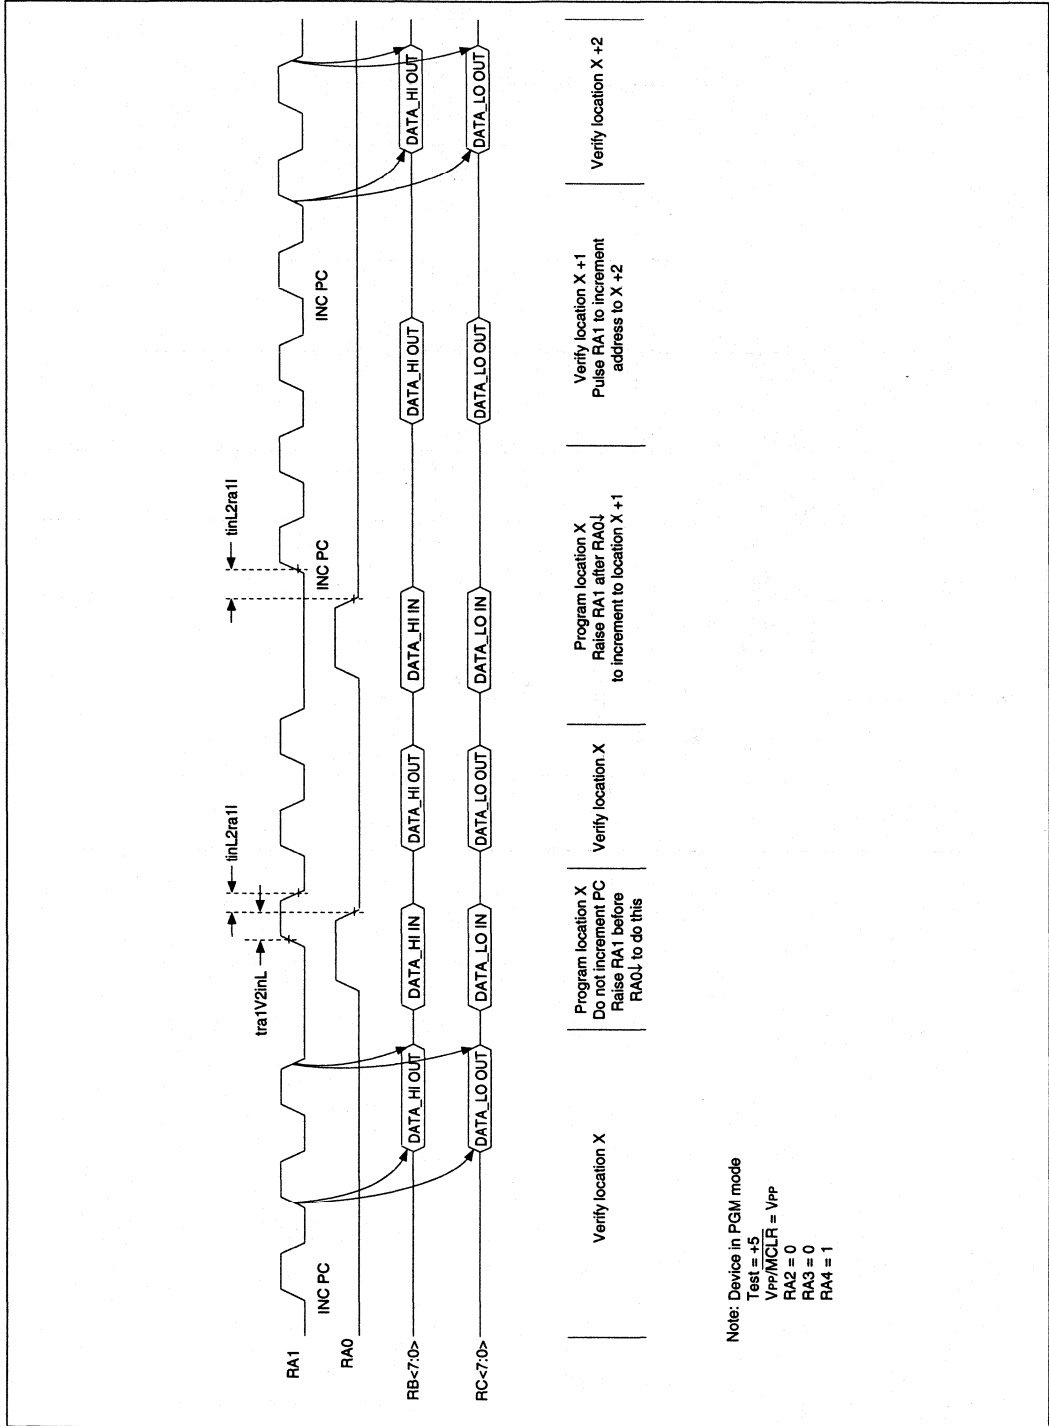 tra1V2inL
tinL2ra1l
tinL2ra1l
RA1
INC PC
INC PC
INC PC
RA0
RB<7:0>
DATA_HI OUT
DATA_HI IN
DATA_HI OUT
DATA_HI IN
DATA_HI OUT
DATA_HI OUT
RC<7:0>
DATA_LO OUT
DATA_LO IN
DATA_LO OUT
DATA_LO IN
DATA_LO OUT
DATA_LO OUT
Verify location X
Program location X
Do not increment PC
Raise RA1 before
RA0↓ to do this
Verify location X
Program location X
Raise RA1 after RA0↓
to increment to location X +1
Verify location X +1
Pulse RA1 to increment
address to X +2
Verify location X +2
Note: Device in PGM mode
Test = +5
VPP/MCLR = VPP
RA2 = 0
RA3 = 0
RA4 = 1